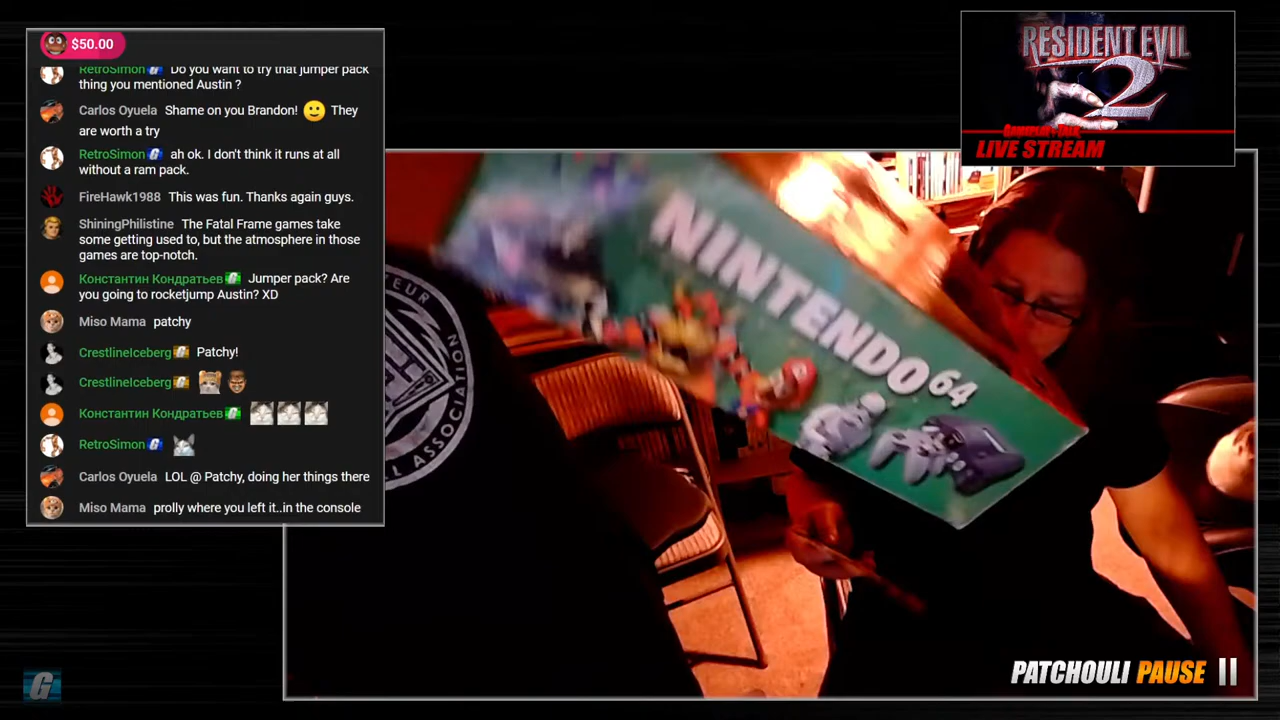 $50.00
RetroSimon Do you want to try that jumper pack
thing you mentioned Austin ?
Carlos Oyuela Shame on you Brandon! They
are worth a try
RetroSimon ah ok. I don't think it runs at all
without a ram pack.
FireHawk1988 This was fun. Thanks again guys.
ShiningPhilistine The Fatal Frame games take
some getting used to, but the atmosphere in those
games are top-notch.
Константин Кондратьев Jumper pack? Are
you going to rocketjump Austin? XD
Miso Mama patchy
CrestlineIceberg Patchy!
CrestlineIceberg
Константин Кондратьев
RetroSimon
Carlos Oyuela LOL @ Patchy, doing her things there
Miso Mama prolly where you left it..in the console
RESIDENT EVIL
2
GAMEPLAY & TALK
LIVE STREAM
NINTENDO 64
ASSOCIATION
PATCHOULI PAUSE
G